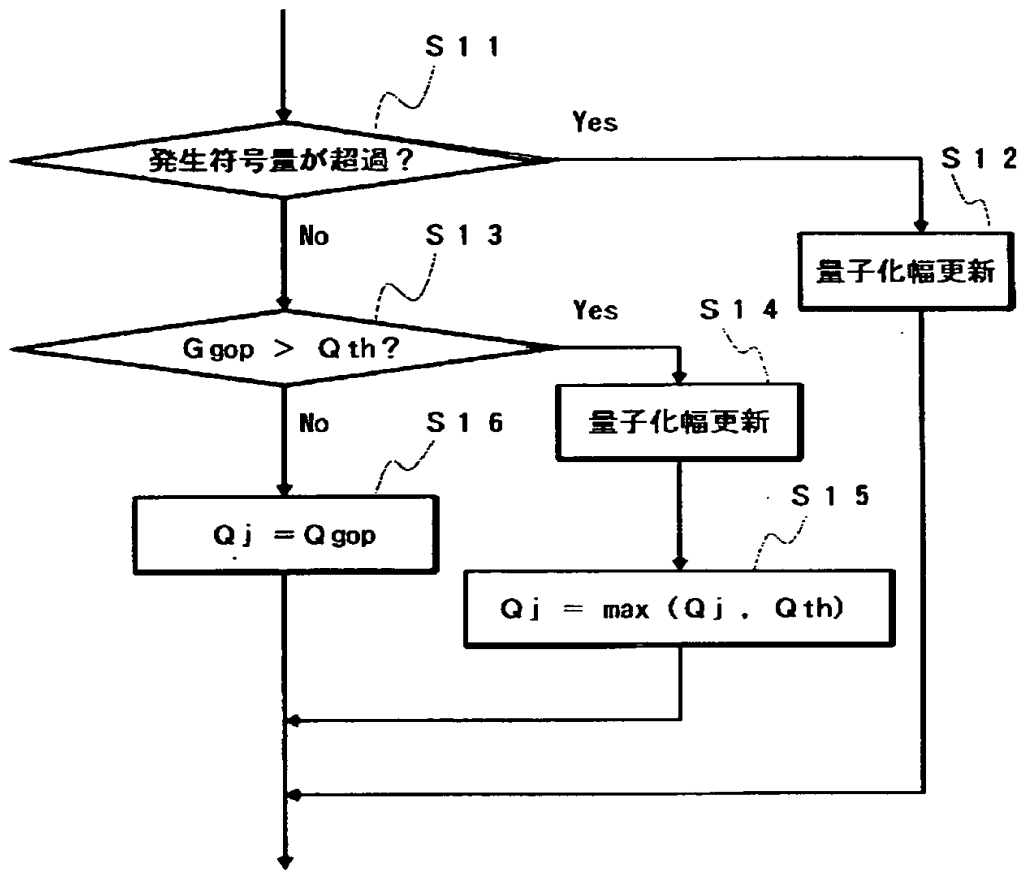 S11
発生符号量が超過?
Yes
S12
量子化幅更新
No
S13
Ggop > Qth?
Yes
S14
量子化幅更新
No
S16
Qj = Qgop
S15
Qj = max (Qj . Qth)